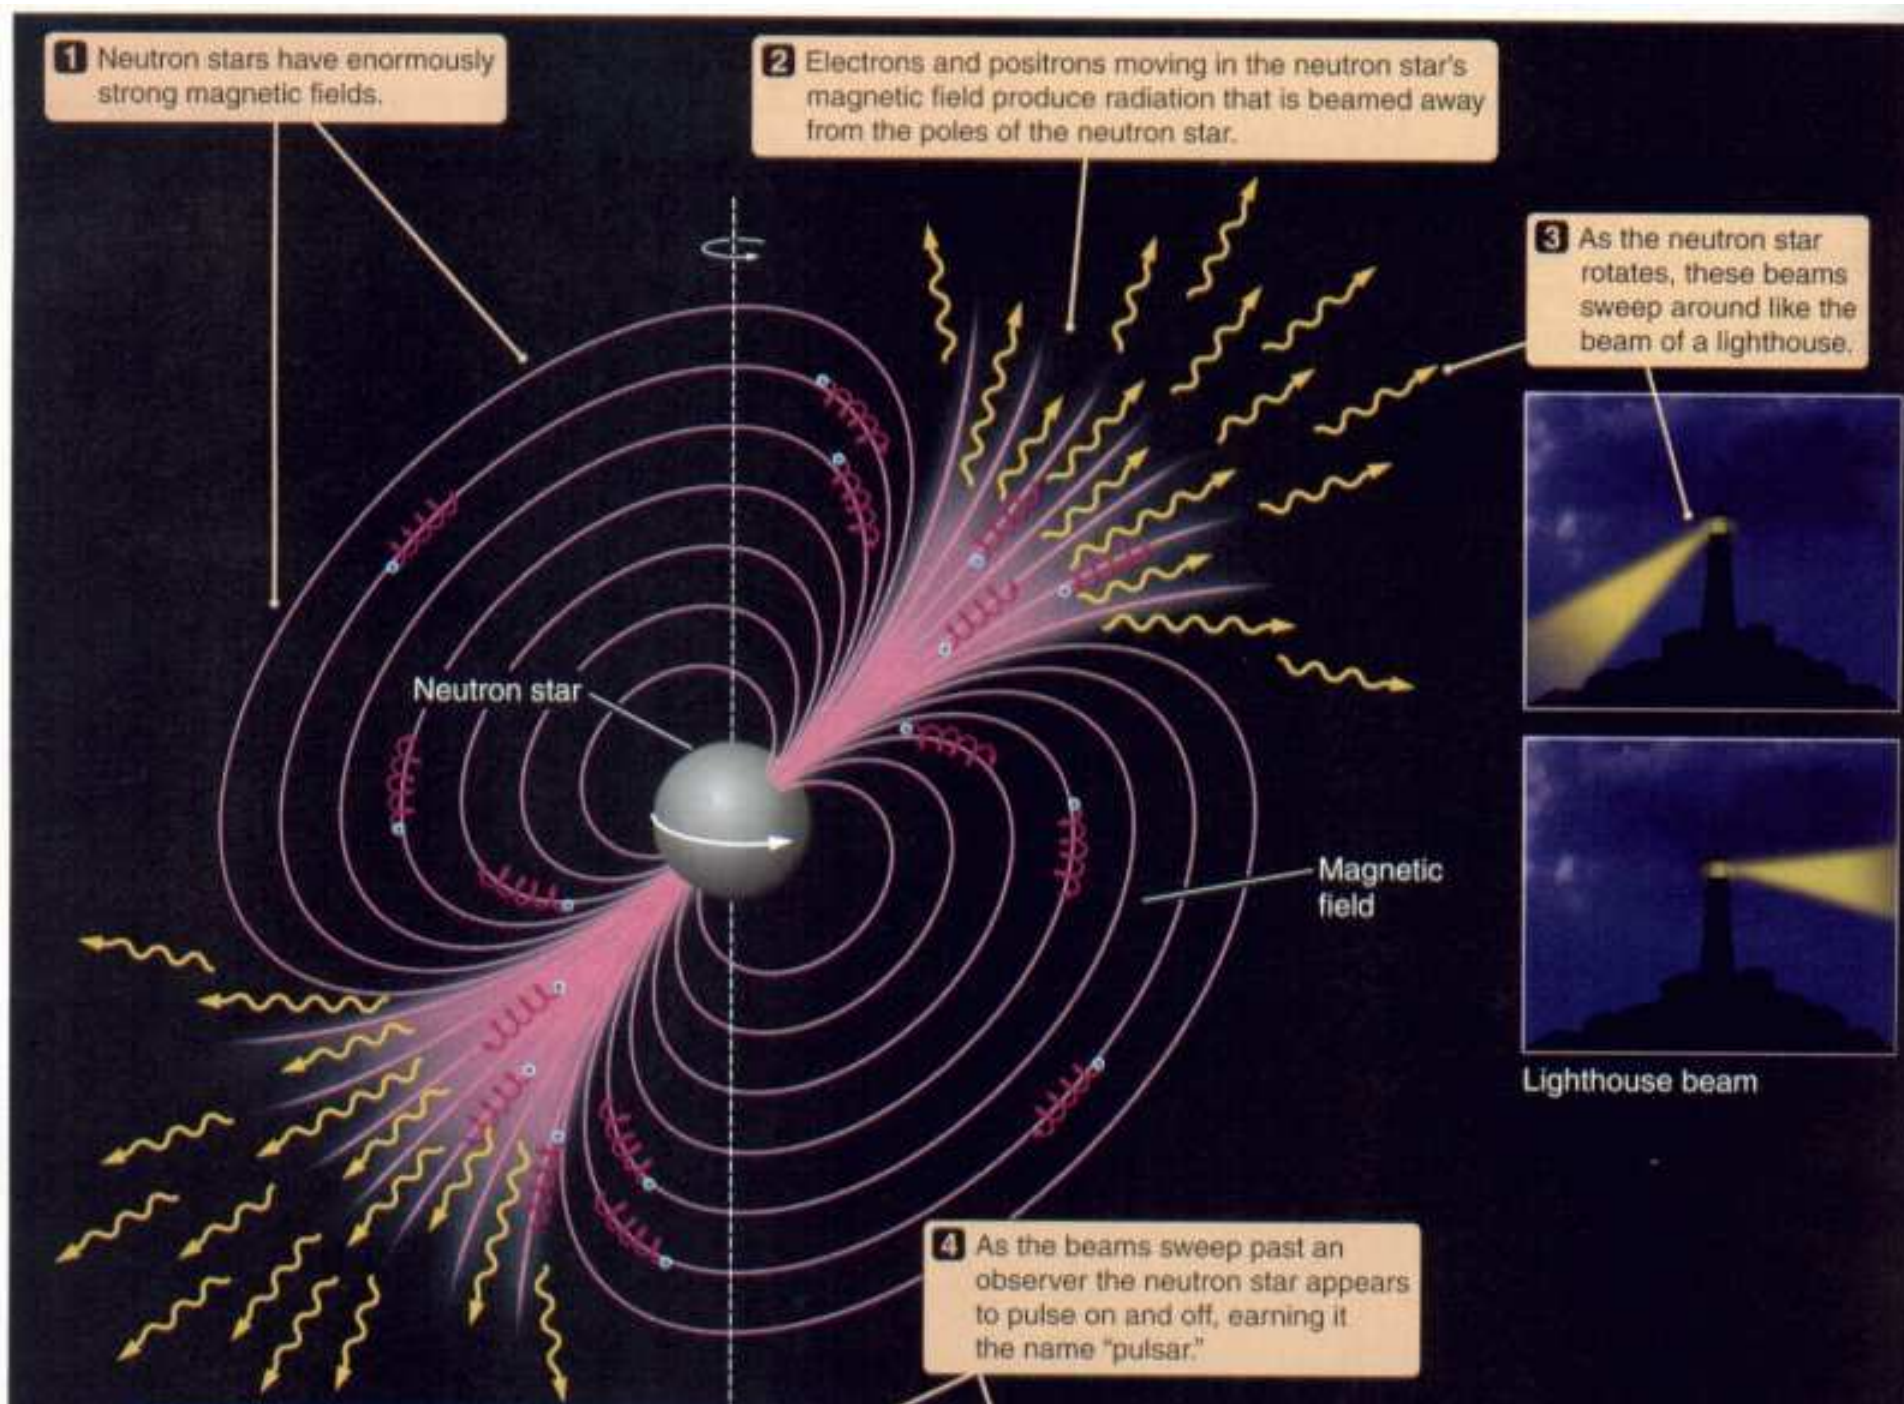 1 Neutron stars have enormously
strong magnetic fields.
2 Electrons and positrons moving in the neutron star's
magnetic field produce radiation that is beamed away
from the poles of the neutron star.
3 As the neutron star
rotates, these beams
sweep around like the
beam of a lighthouse.
Neutron star
Magnetic
field
Lighthouse beam
4 As the beams sweep past an
observer the neutron star appears
to pulse on and off, earning it
the name "pulsar."